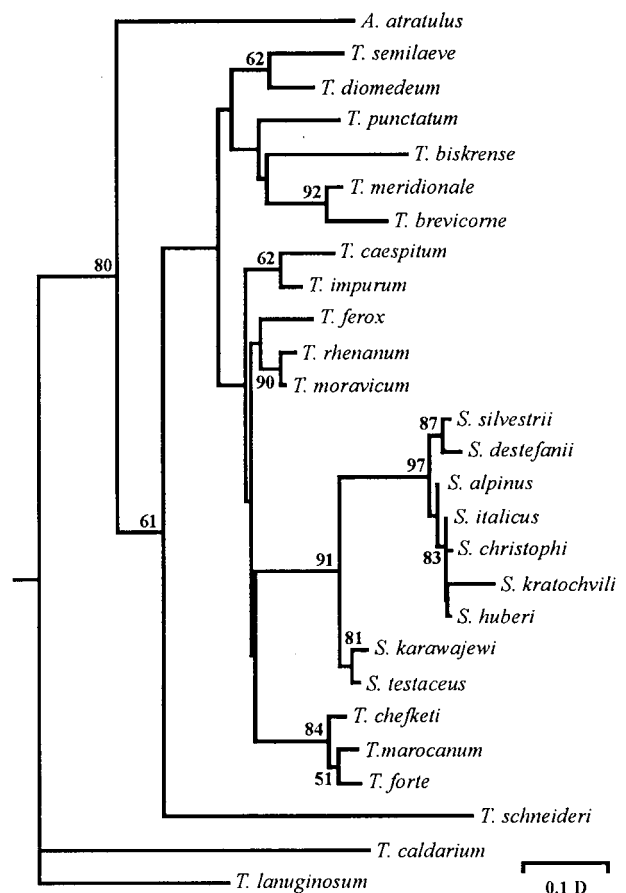 A. atratulus
62
T. semilaeve
T. diomedeum
T. punctatum
T. biskrense
92
T. meridionale
T. brevicorne
80
62
T. caespitum
T. impurum
T. ferox
T. rhenanum
90
T. moravicum
87
S. silvestrii
S. destefanii
97
S. alpinus
S. italicus
61
83
S. christophi
91
S. kratochvili
S. huberi
81
S. karawajewi
S. testaceus
84
T. chefketi
T.marocanum
51
T. forte
T. schneideri
T. caldarium
T. lanuginosum
0.1 D